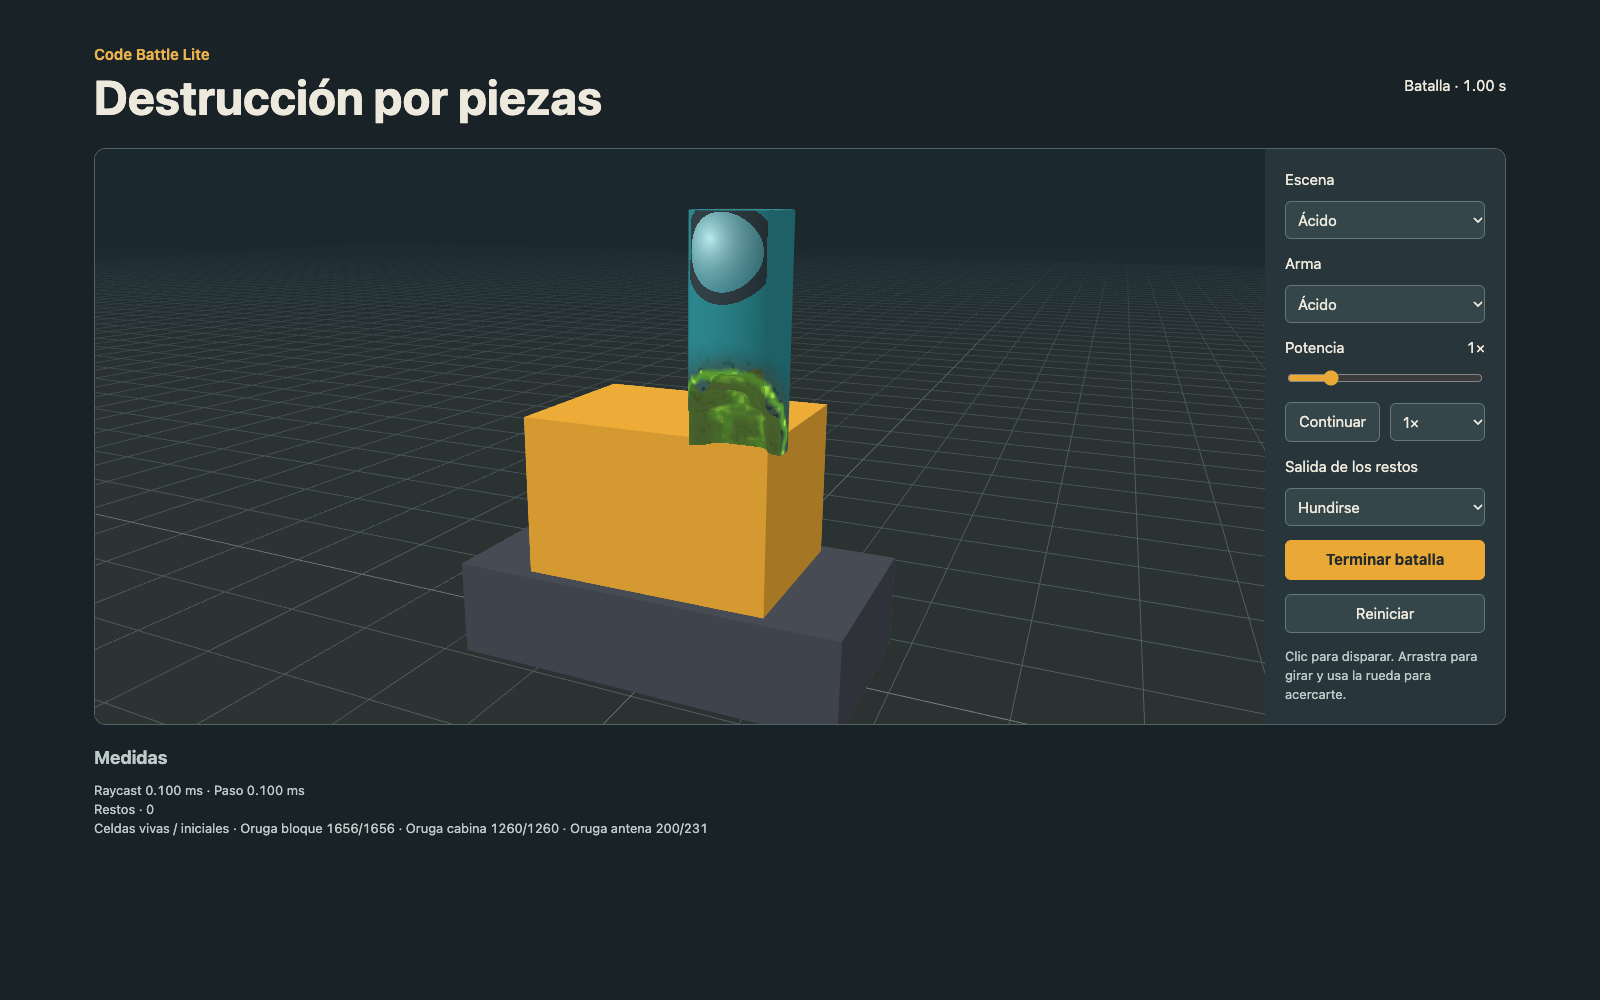 Code Battle Lite
Destrucción por piezas
Batalla · 1.00 s
Escena
Ácido
Arma
Ácido
Potencia 1×
Continuar 1×
Salida de los restos
Hundirse
Terminar batalla
Reiniciar
Clic para disparar. Arrastra para
girar y usa la rueda para
acercarte.
Medidas
Raycast 0.100 ms · Paso 0.100 ms
Restos · 0
Celdas vivas / iniciales · Oruga bloque 1656/1656 · Oruga cabina 1260/1260 · Oruga antena 200/231